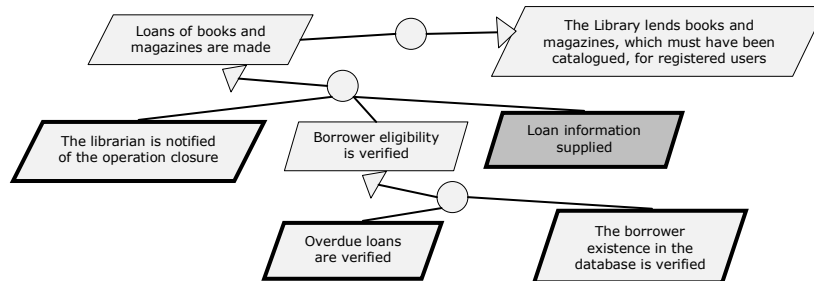 Loans of books and
magazines are made
The Library lends books and
magazines, which must have been
catalogued, for registered users
The librarian is notified
of the operation closure
Borrower eligibility
is verified
Loan information
supplied
Overdue loans
are verified
The borrower
existence in the
database is verified